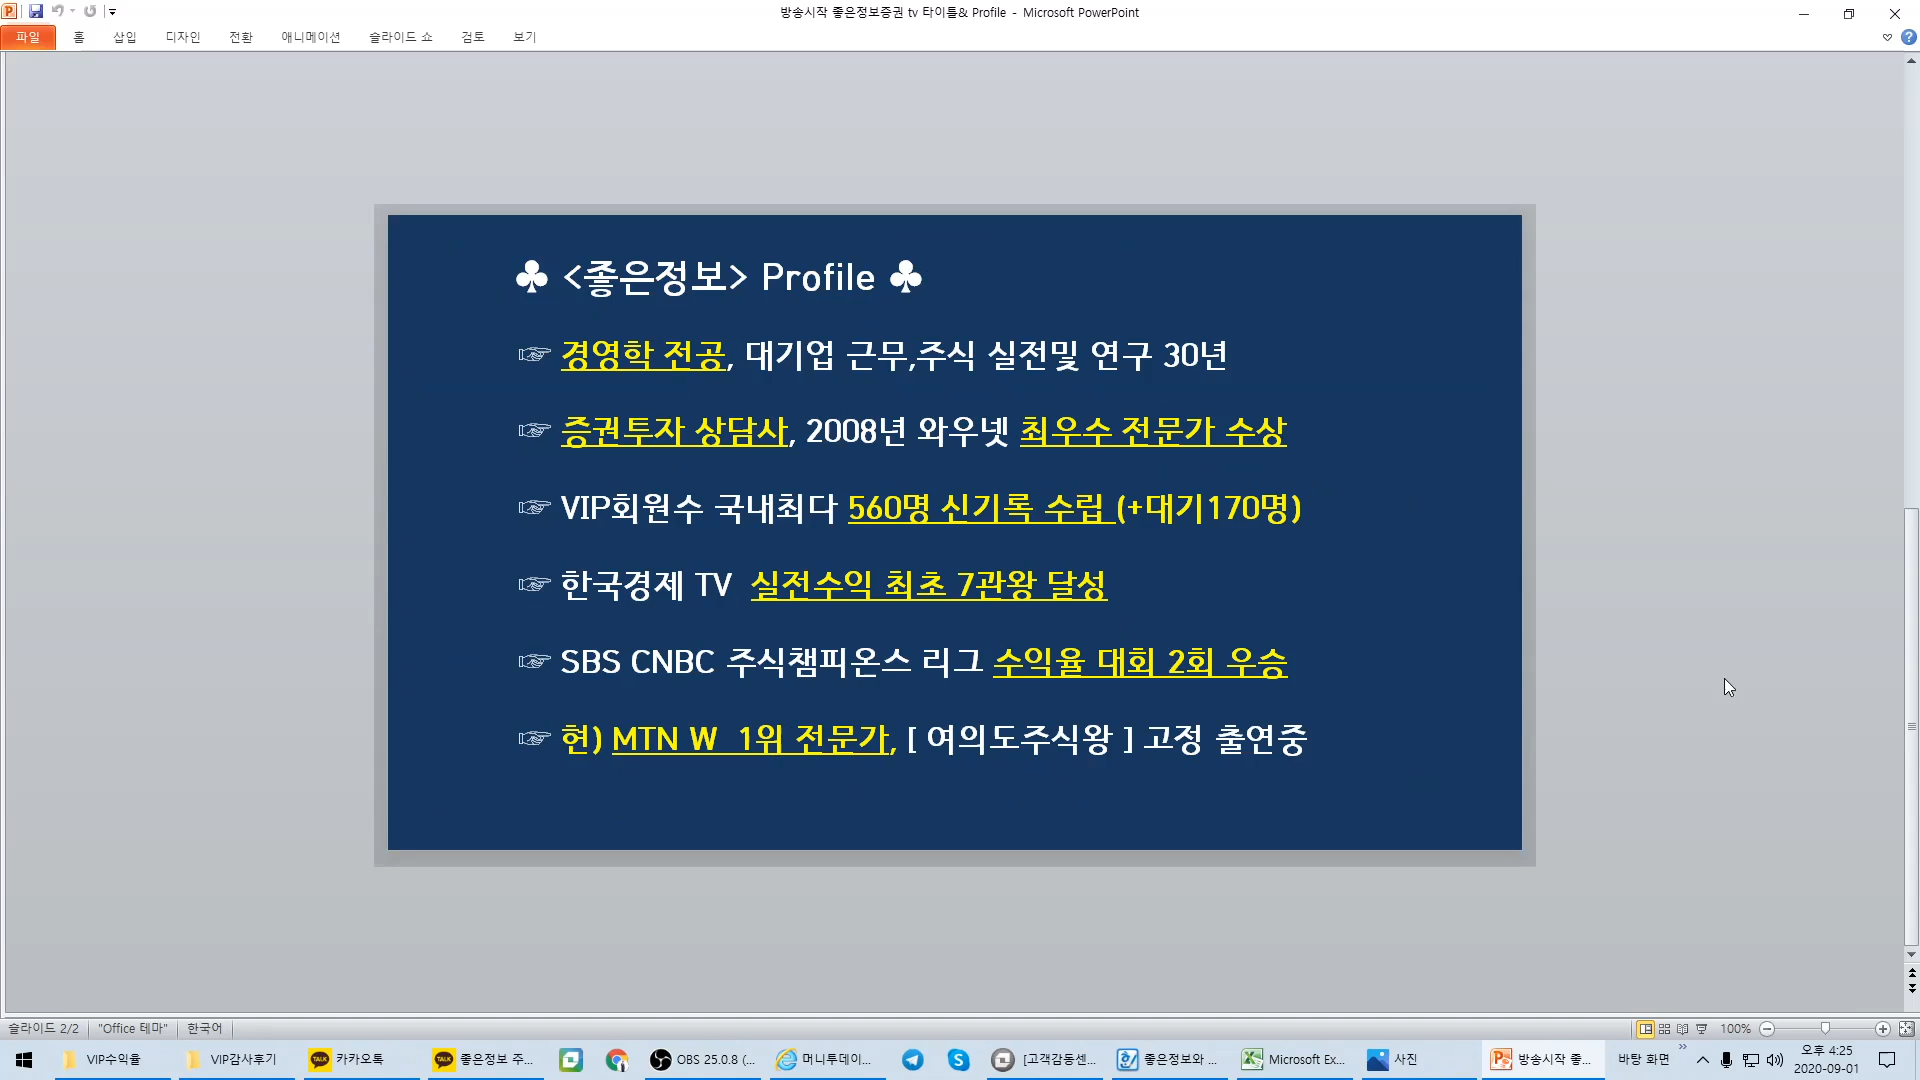 방송시작 좋은정보증권 tv 타이틀& Profile - Microsoft PowerPoint
파일 홈 삽입 디자인 전환 애니메이션 슬라이드 쇼 검토 보기
♣ <좋은정보> Profile ♣
☞ 경영학 전공, 대기업 근무,주식 실전및 연구 30년
☞ 증권투자 상담사, 2008년 와우넷 최우수 전문가 수상
☞ VIP회원수 국내최다 560명 신기록 수립 (+대기170명)
☞ 한국경제 TV 실전수익 최초 7관왕 달성
☞ SBS CNBC 주식챔피온스 리그 수익율 대회 2회 우승
☞ 현) MTN W 1위 전문가, [ 여의도주식왕 ] 고정 출연중
슬라이드 2/2 "Office 테마" 한국어 100%
VIP수익율 VIP감사후기 카카오톡 좋은정보 주... OBS 25.0.8 (... 머니투데이... [고객감동센... 좋은정보와 ... Microsoft Ex... 사진 방송시작 좋... 바탕 화면 오후 4:25
2020-09-01